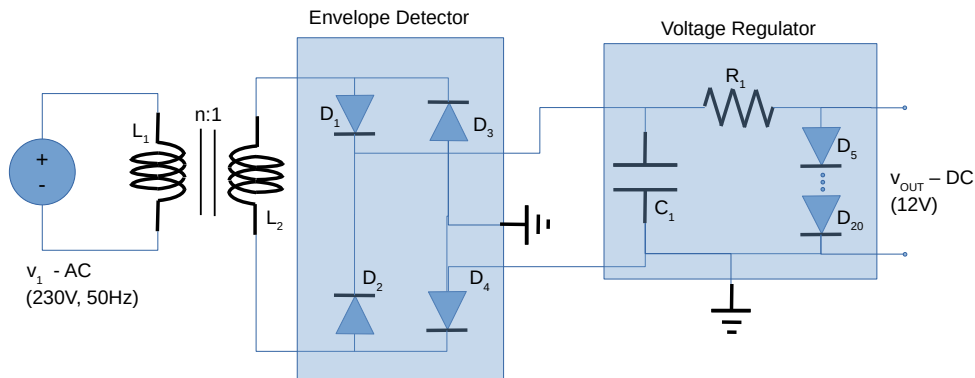 Envelope Detector
Voltage Regulator
n:1
L1
L2
+
-
v1 - AC
(230V, 50Hz)
D1
D3
D2
D4
R1
C1
D5
D20
vOUT – DC
(12V)